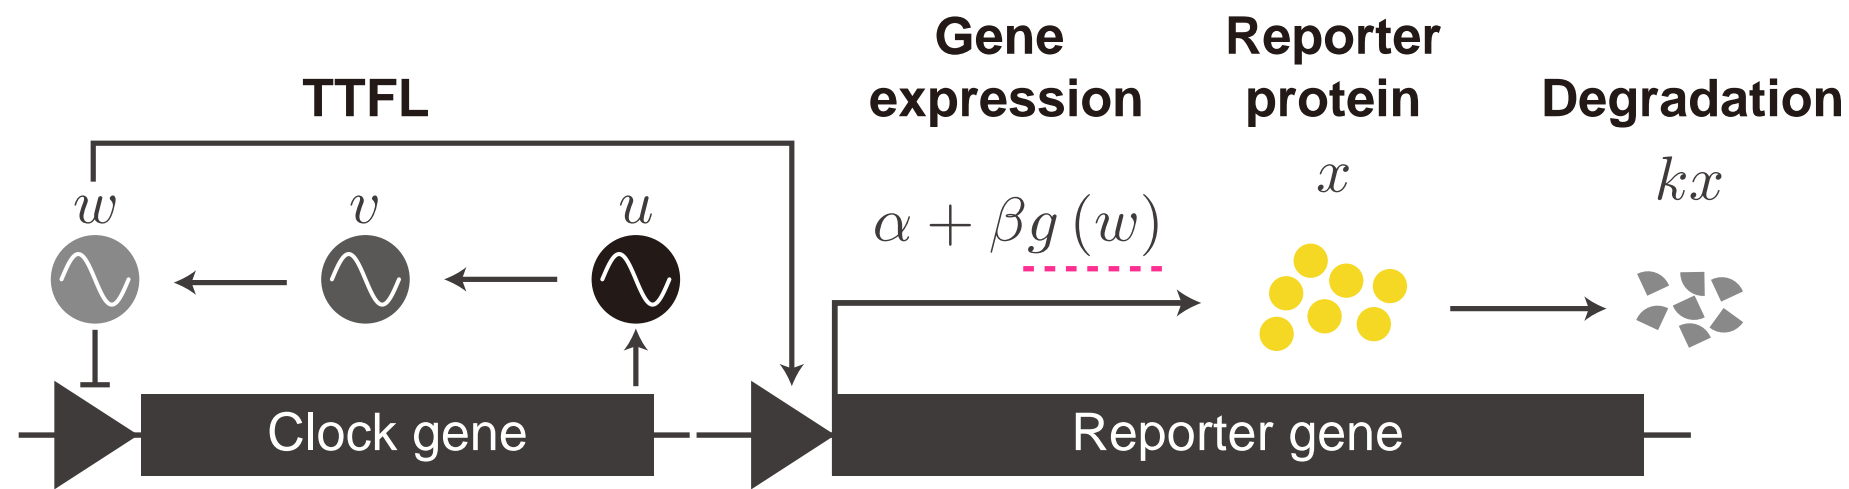 TTFL
Gene
expression
Reporter
protein
Degradation
w
v
u
α + βg (w)
x
kx
Clock gene
Reporter gene